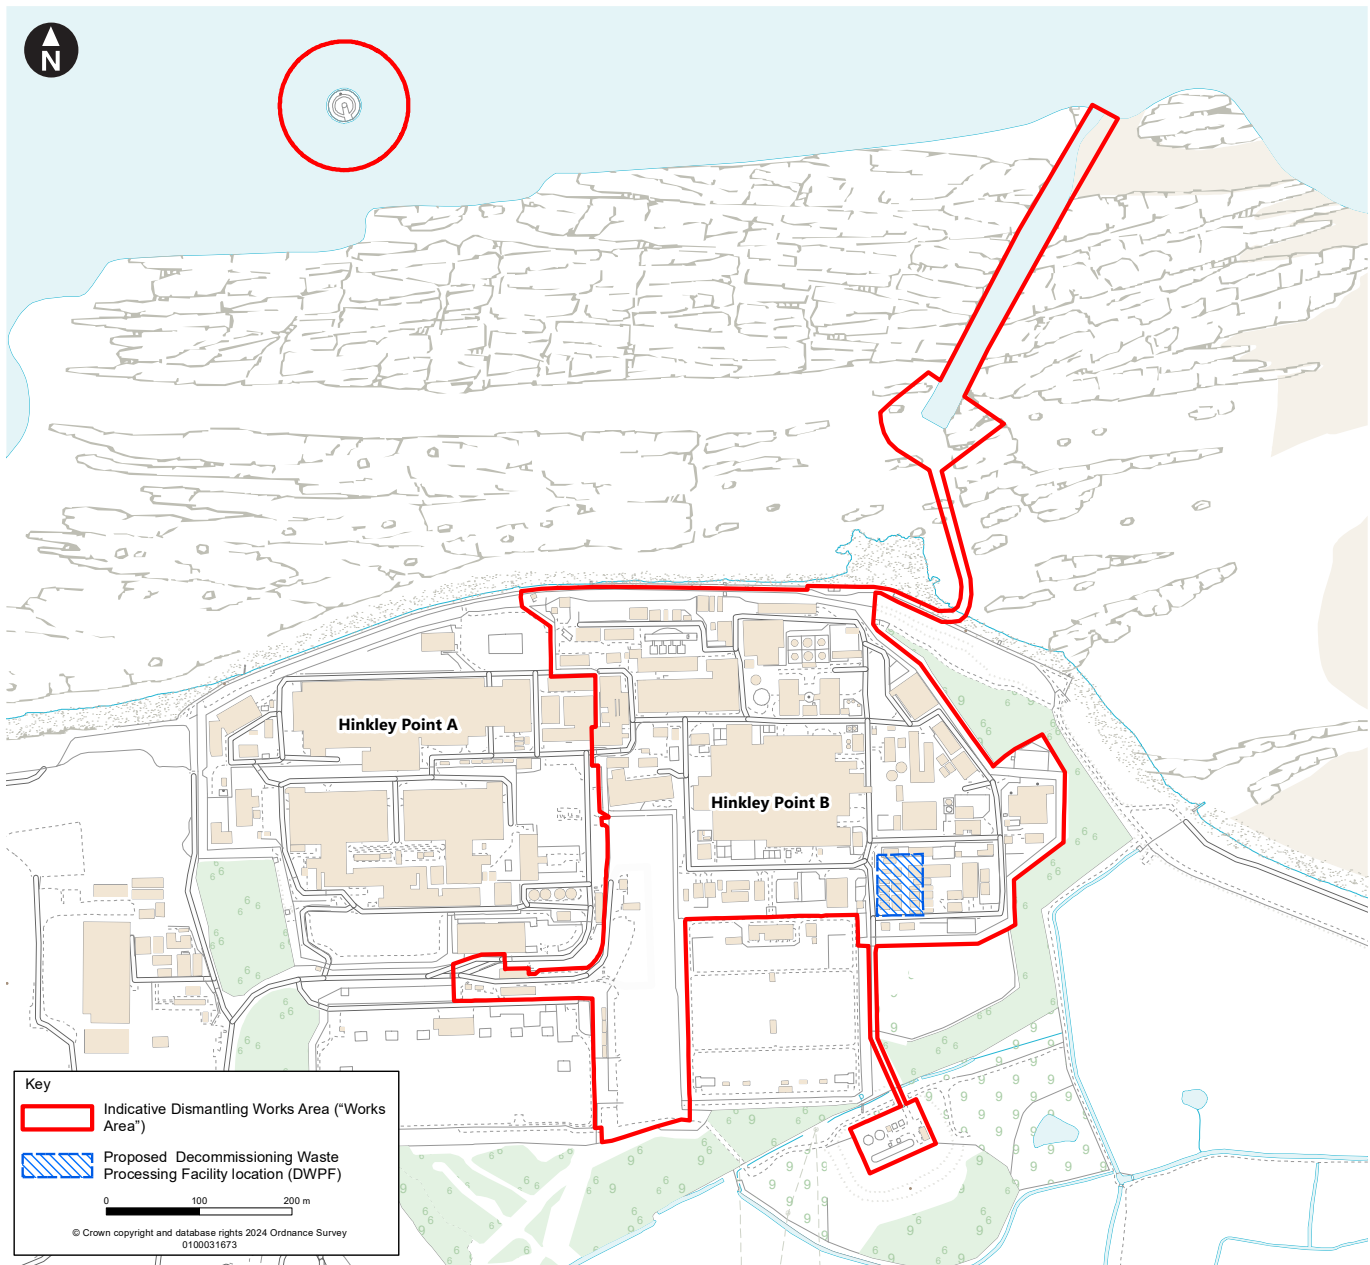 N
Hinkley Point A
Hinkley Point B
Key
Indicative Dismantling Works Area (“Works
Area”)
Proposed Decommissioning Waste
Processing Facility location (DWPF)
0 100 200 m
© Crown copyright and database rights 2024 Ordnance Survey
0100031673